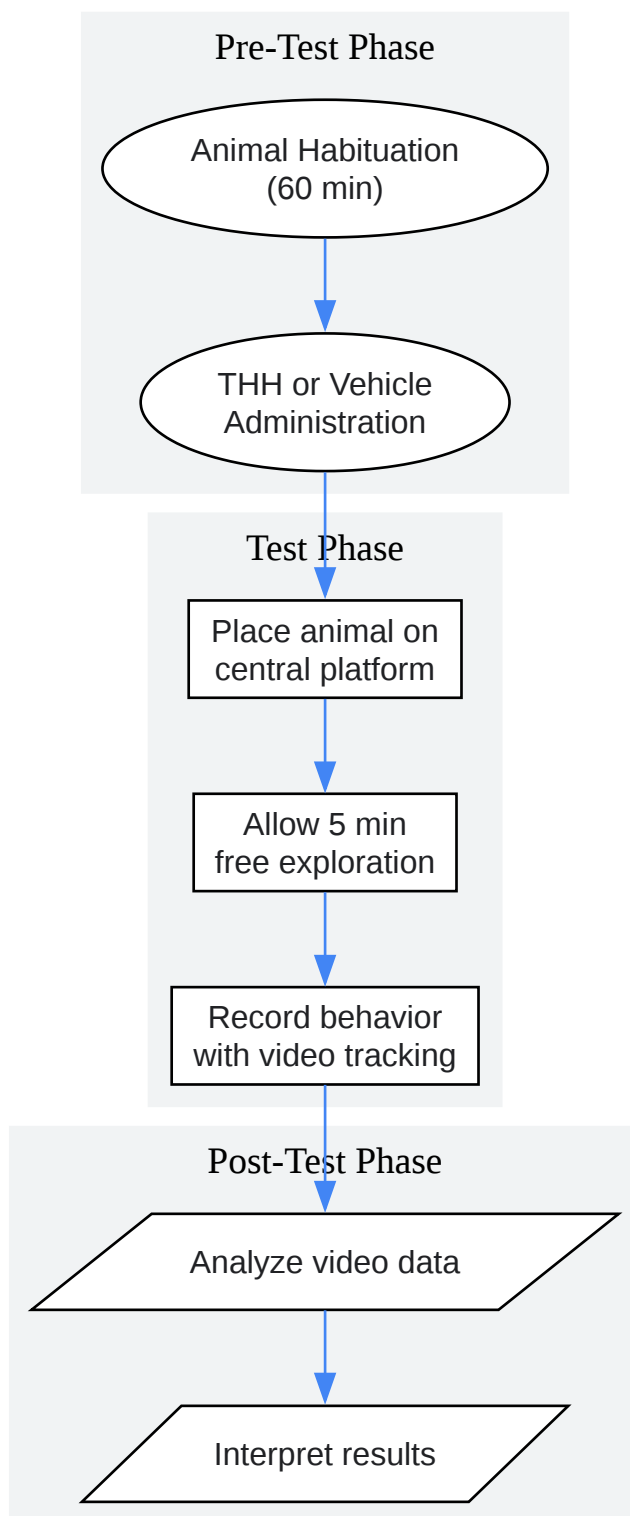 Pre-Test Phase
Animal Habituation
(60 min)
THH or Vehicle
Administration
Test Phase
Place animal on
central platform
Allow 5 min
free exploration
Record behavior
with video tracking
Post-Test Phase
Analyze video data
Interpret results